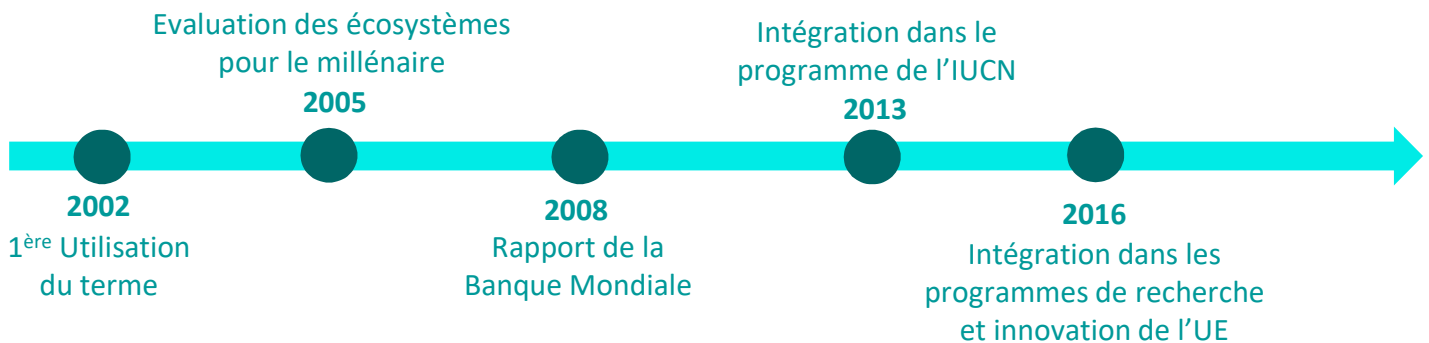 Evaluation des écosystèmes
pour le millénaire
2005
Intégration dans le
programme de l’IUCN
2013
2002
1ère Utilisation
du terme
2008
Rapport de la
Banque Mondiale
2016
Intégration dans les
programmes de recherche
et innovation de l’UE